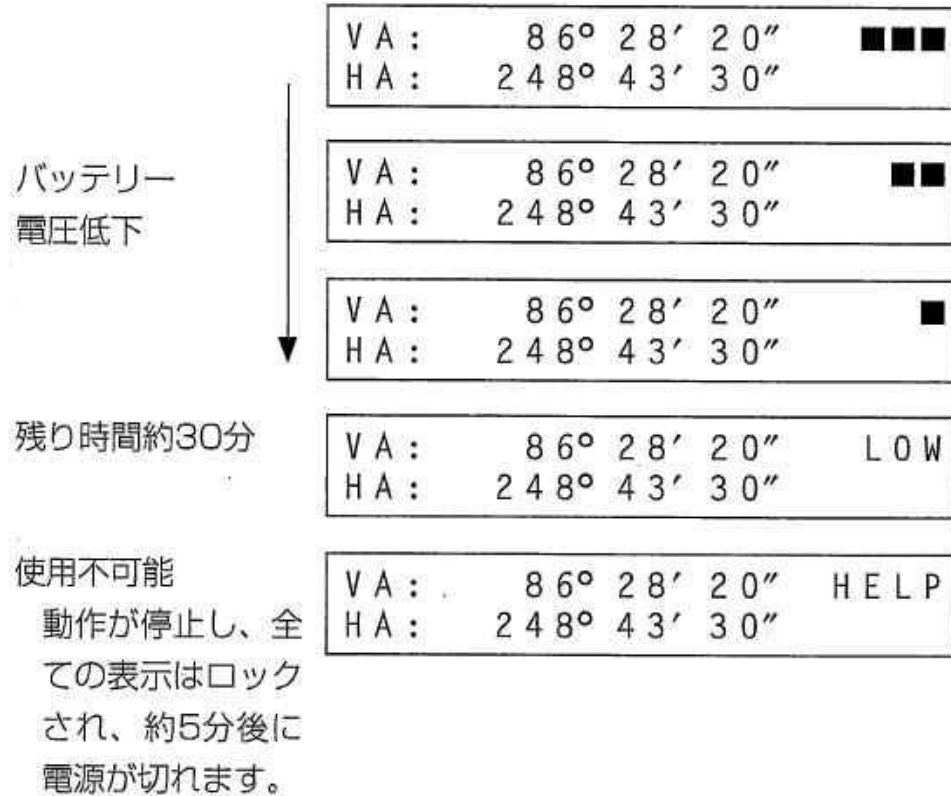 VA: 86° 28′ 20″ ■■■
HA: 248° 43′ 30″
バッテリー
電圧低下
VA: 86° 28′ 20″ ■■
HA: 248° 43′ 30″
VA: 86° 28′ 20″ ■
HA: 248° 43′ 30″
残り時間約30分
VA: 86° 28′ 20″ LOW
HA: 248° 43′ 30″
使用不可能
動作が停止し、全
ての表示はロック
され、約5分後に
電源が切れます。
VA: 86° 28′ 20″ HELP
HA: 248° 43′ 30″